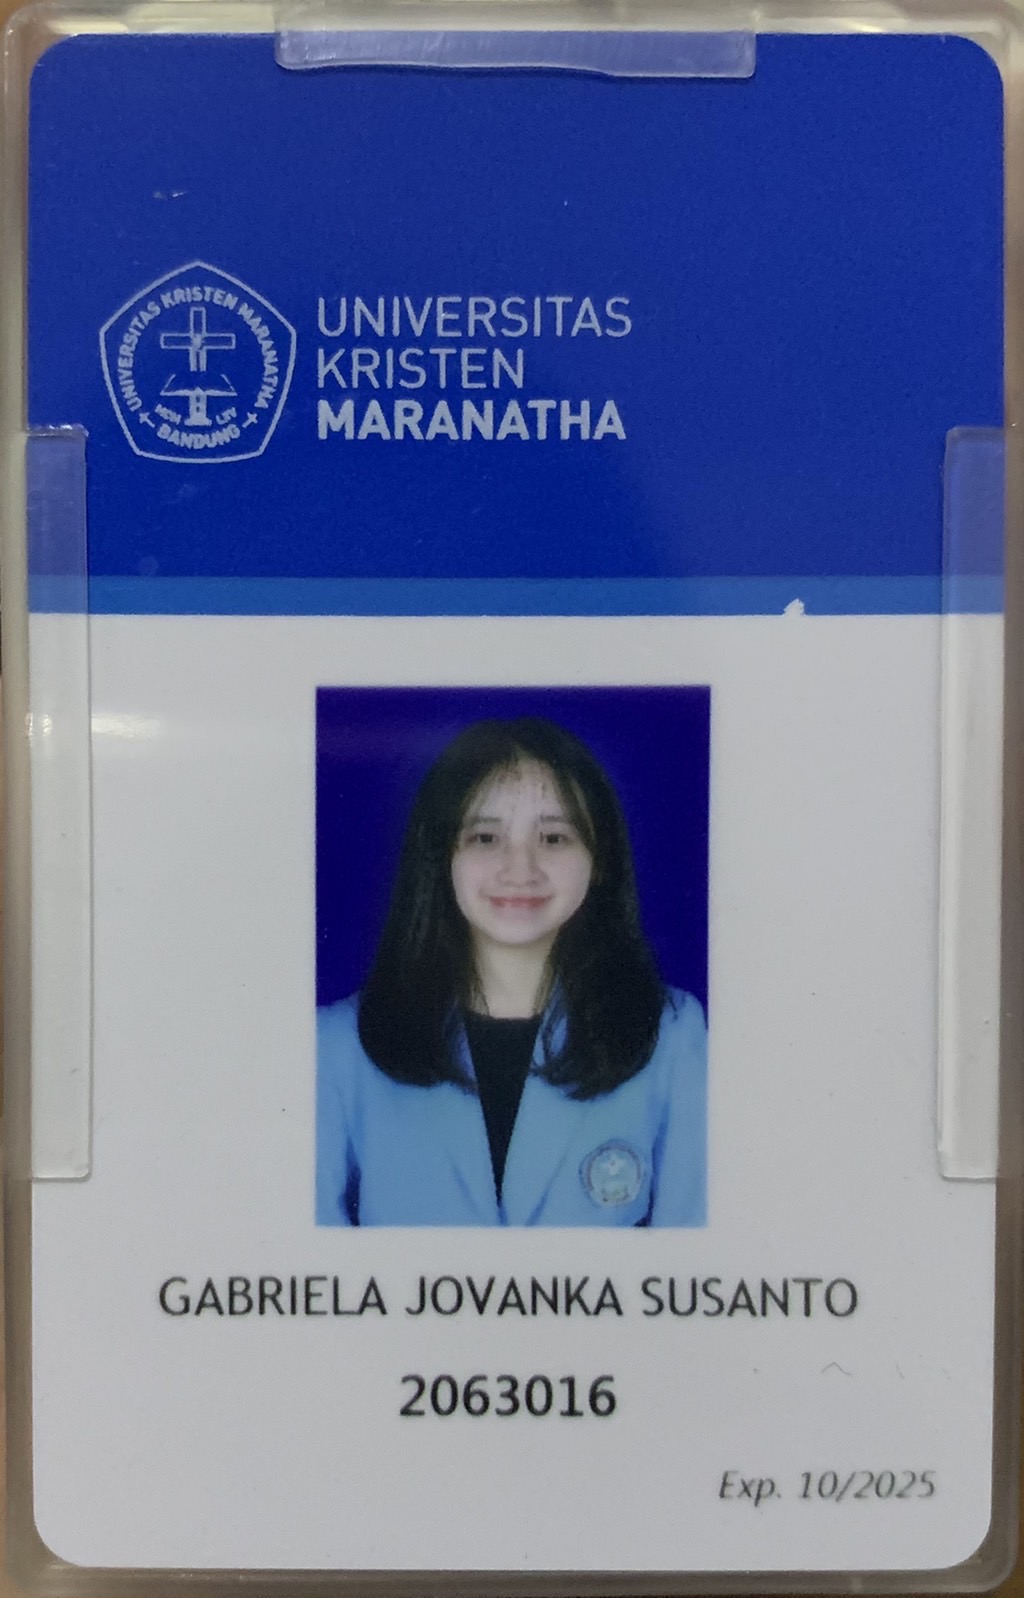 UNIVERSITAS KRISTEN MARANATHA
BANDUNG
UNIVERSITAS
KRISTEN
MARANATHA
GABRIELA JOVANKA SUSANTO
2063016
Exp. 10/2025